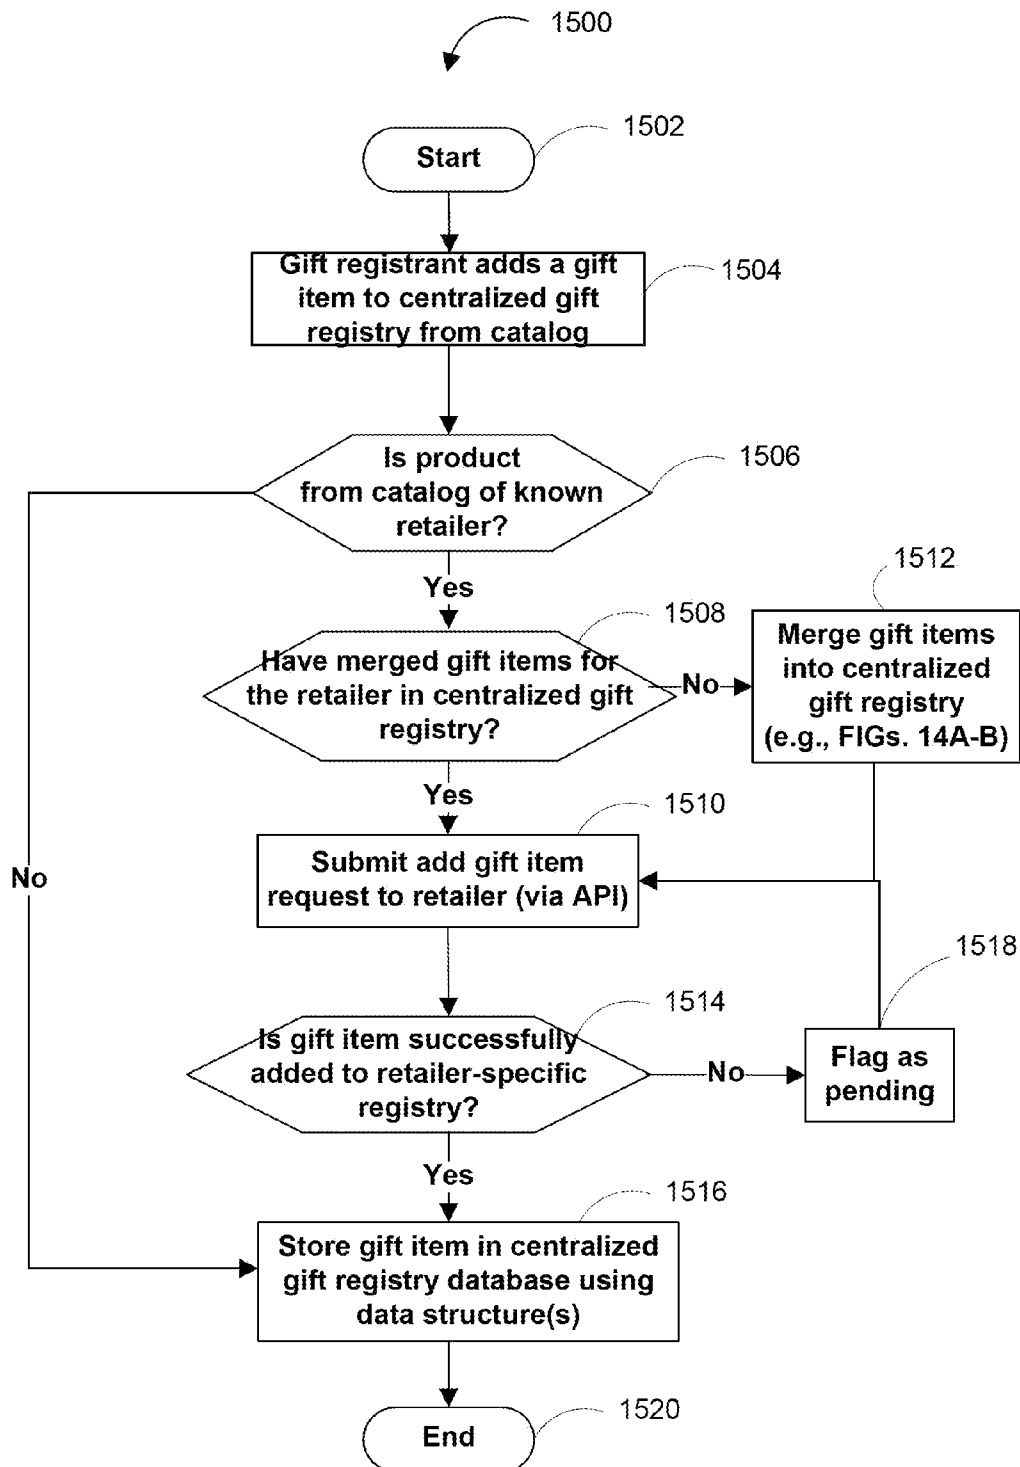 1500
1502
Start
1504
Gift registrant adds a gift
item to centralized gift
registry from catalog
1506
Is product
from catalog of known
retailer?
1512
Yes
1508
Merge gift items
into centralized
gift registry
(e.g., FIGs. 14A-B)
Have merged gift items for
the retailer in centralized gift
registry?
No
Yes
1510
Submit add gift item
request to retailer (via API)
No
1518
1514
Is gift item successfully
added to retailer-specific
registry?
No
Flag as
pending
Yes
1516
Store gift item in centralized
gift registry database using
data structure(s)
1520
End